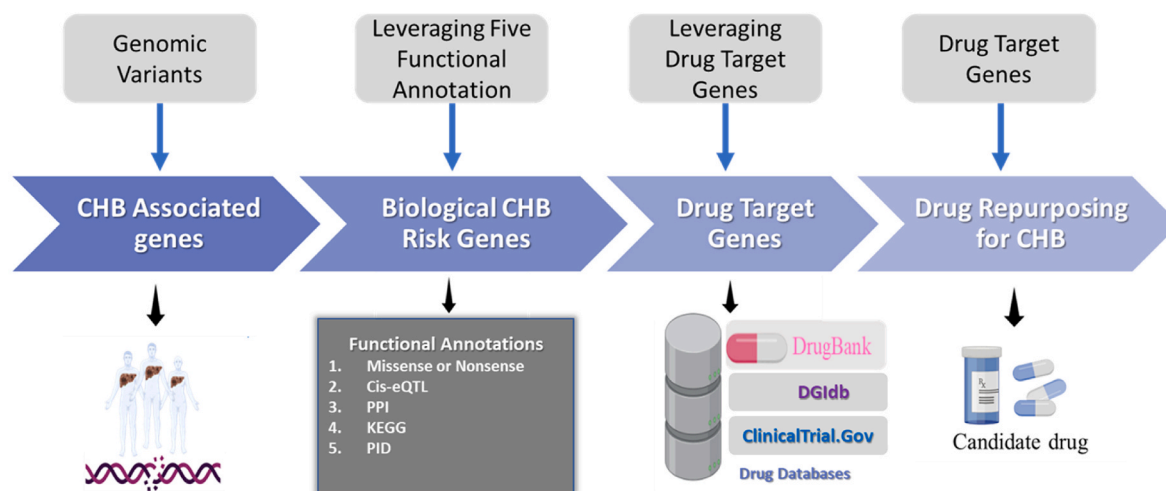 Genomic
Variants
Leveraging Five
Functional
Annotation
Leveraging
Drug Target
Genes
Drug Target
Genes
CHB Associated
genes
Biological CHB
Risk Genes
Drug Target
Genes
Drug Repurposing
for CHB
Functional Annotations
1. Missense or Nonsense
2. Cis-eQTL
3. PPI
4. KEGG
5. PID
DrugBank
DGIdb
ClinicalTrial.Gov
Drug Databases
Rx
Candidate drug